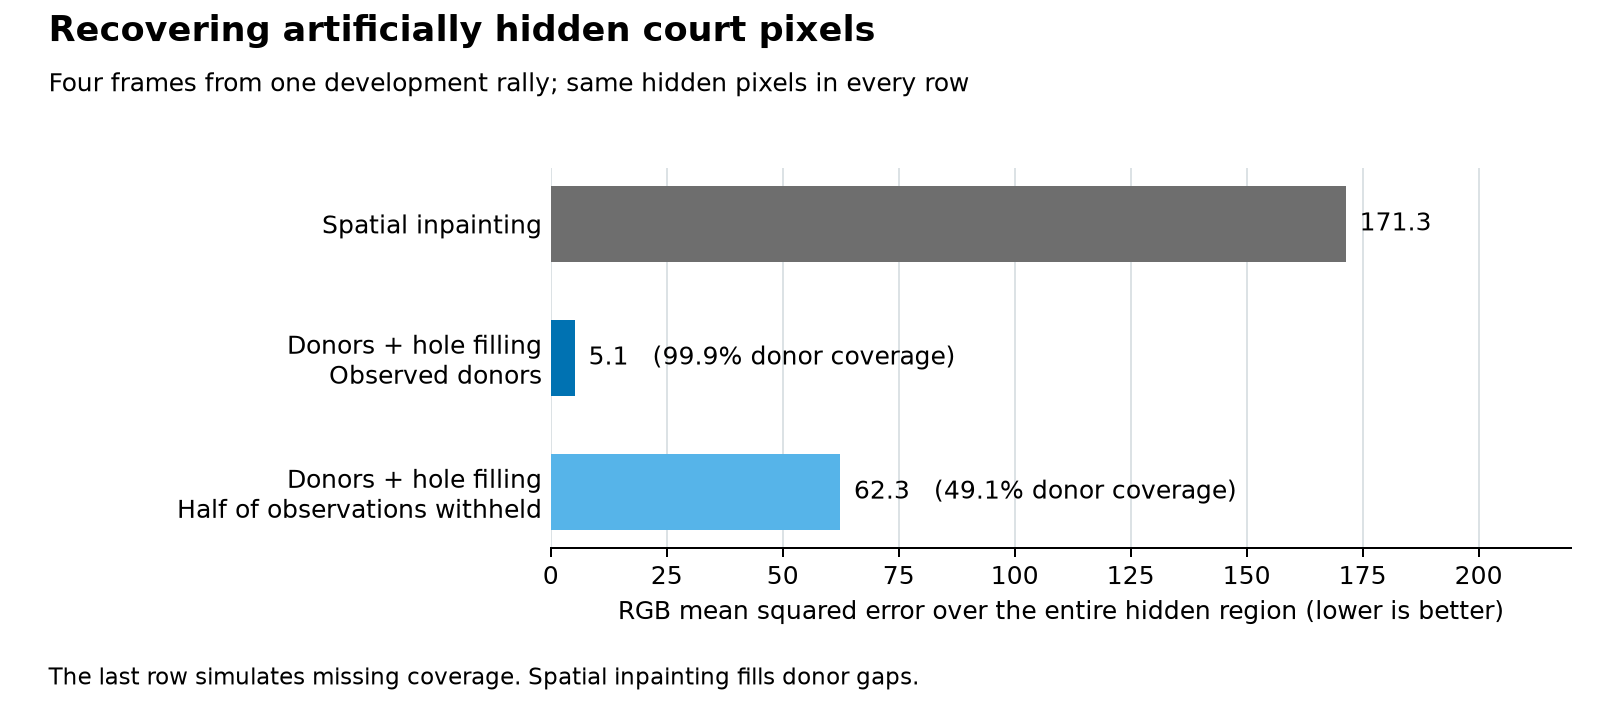 Recovering artificially hidden court pixels
Four frames from one development rally; same hidden pixels in every row
Spatial inpainting
171.3
Donors + hole filling
Observed donors
5.1 (99.9% donor coverage)
Donors + hole filling
Half of observations withheld
62.3 (49.1% donor coverage)
0 25 50 75 100 125 150 175 200
RGB mean squared error over the entire hidden region (lower is better)
The last row simulates missing coverage. Spatial inpainting fills donor gaps.